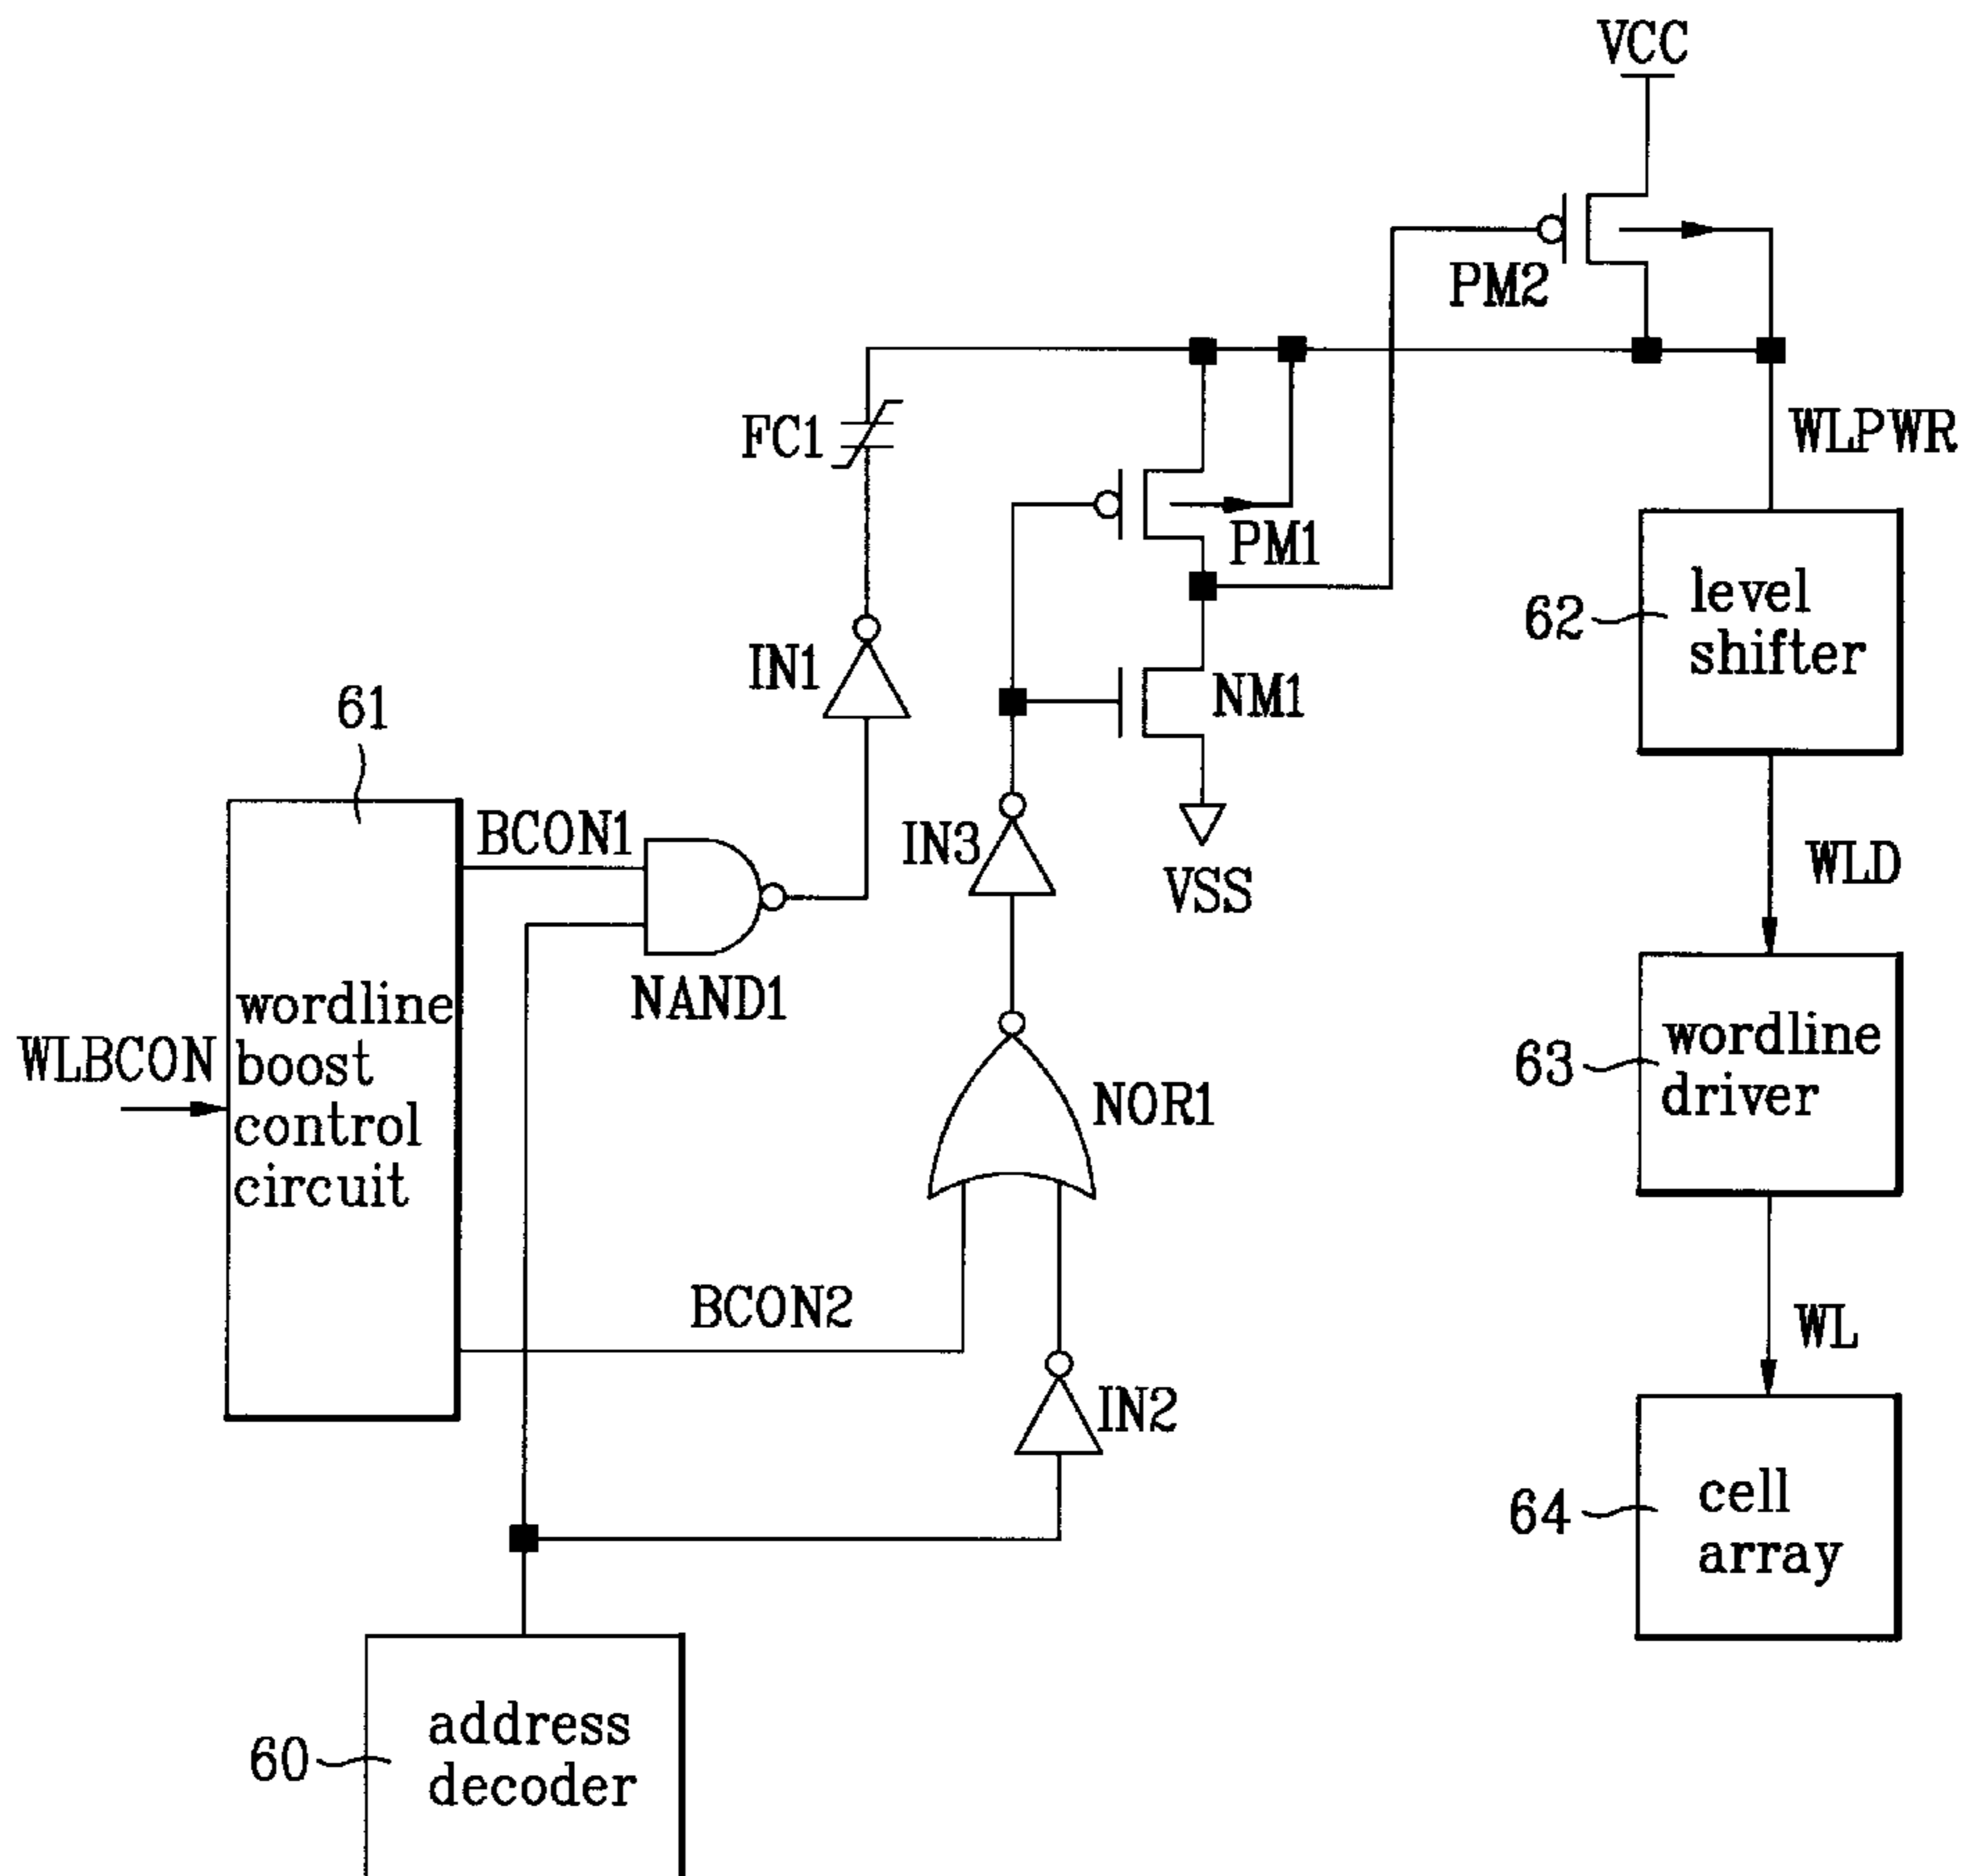 VCC
PM2
WLPWR
FC1
PM1
level
shifter
62
IN1
NM1
61
BCON1
IN3
VSS
WLD
NAND1
wordline
boost
control
circuit
WLBCON
NOR1
wordline
driver
63
BCON2
WL
IN2
cell
array
64
address
decoder
60